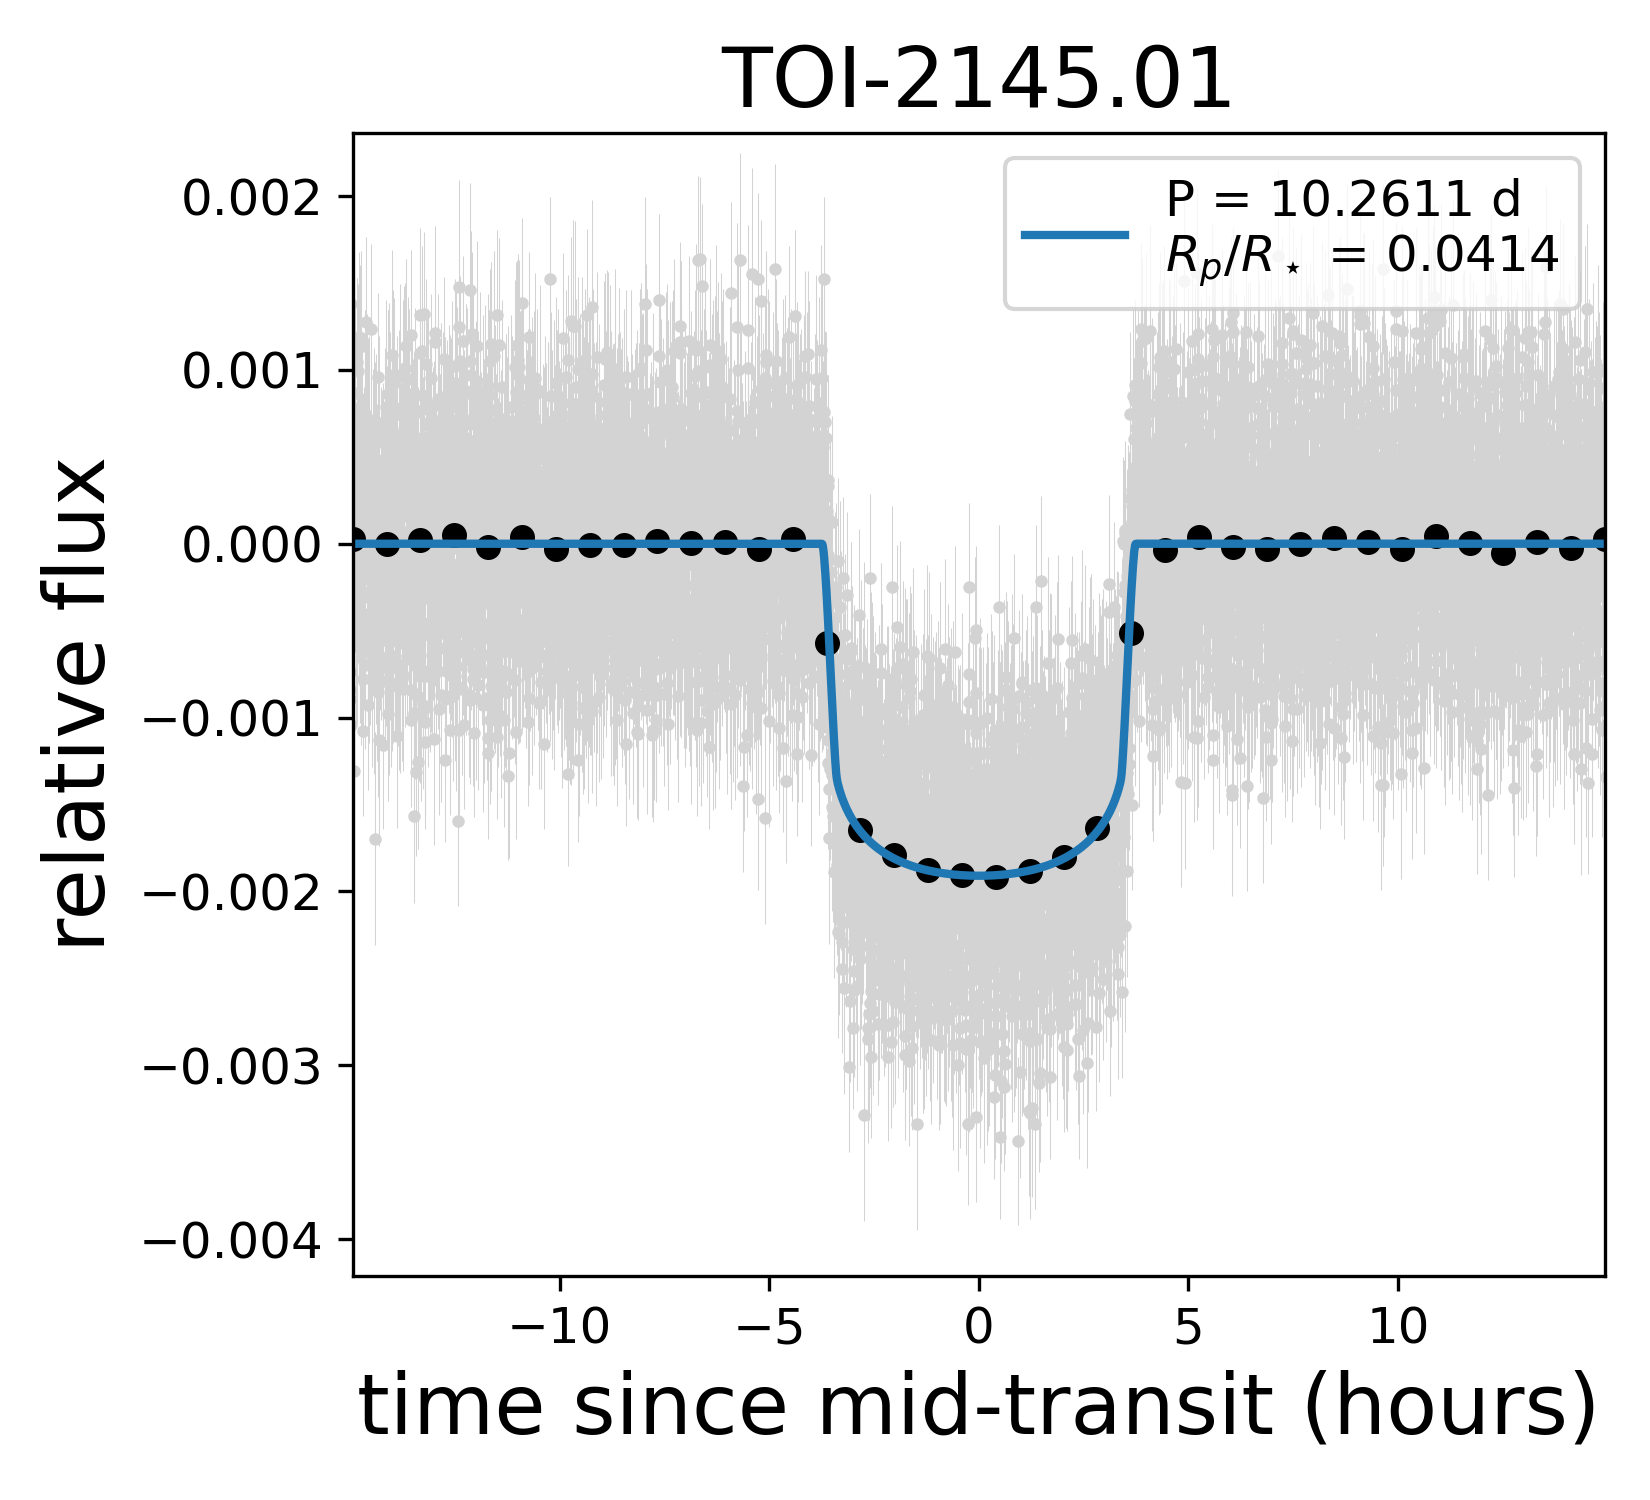 TOI-2145.01
P = 10.2611 d
R_p/R_⋆ = 0.0414
0.002
0.001
0.000
−0.001
−0.002
−0.003
−0.004
relative flux
−10 −5 0 5 10
time since mid-transit (hours)